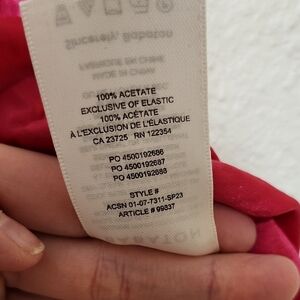 100% ACETATE
EXCLUSIVE OF ELASTIC
100% ACÉTATE
À L'EXCLUSION DE L'ÉLASTIQUE
CA 23725 RN 122354
PO 4500192686
PO 4500192687
PO 4500192688
STYLE #
ACSN 01-07-7311-SP23
ARTICLE # 99837